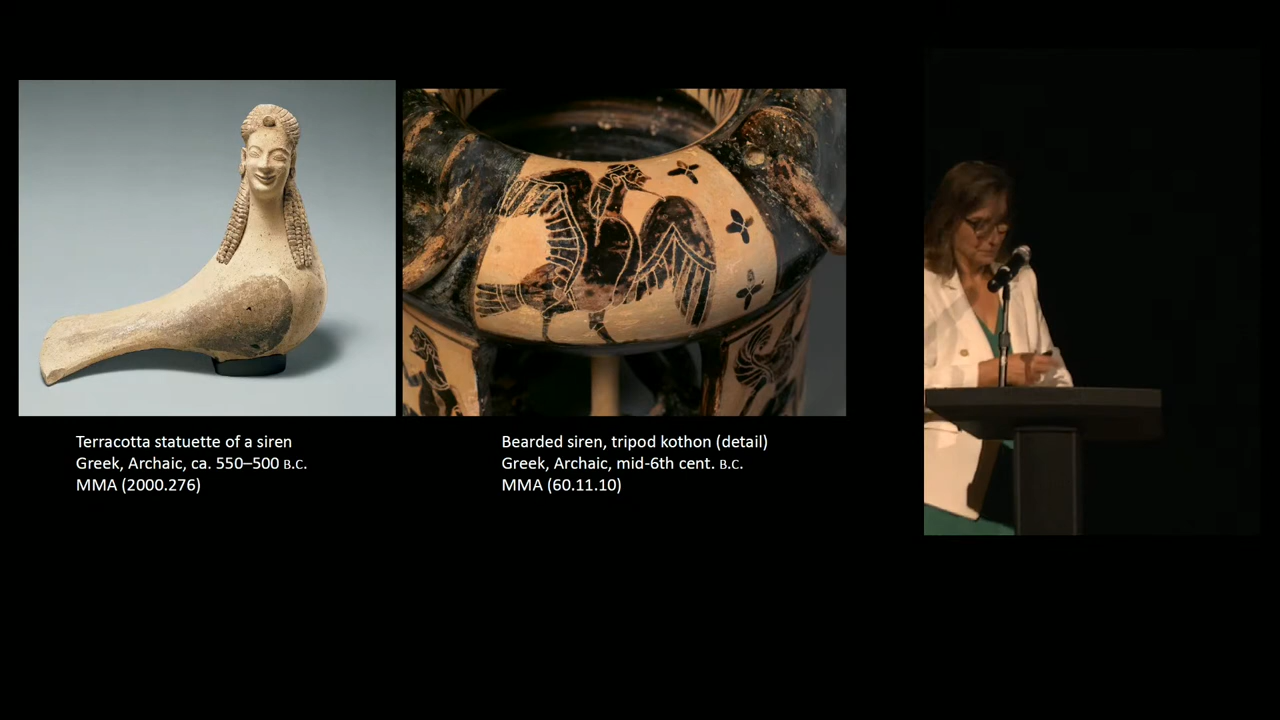 Terracotta statuette of a siren
Greek, Archaic, ca. 550–500 B.C.
MMA (2000.276)
Bearded siren, tripod kothon (detail)
Greek, Archaic, mid-6th cent. B.C.
MMA (60.11.10)